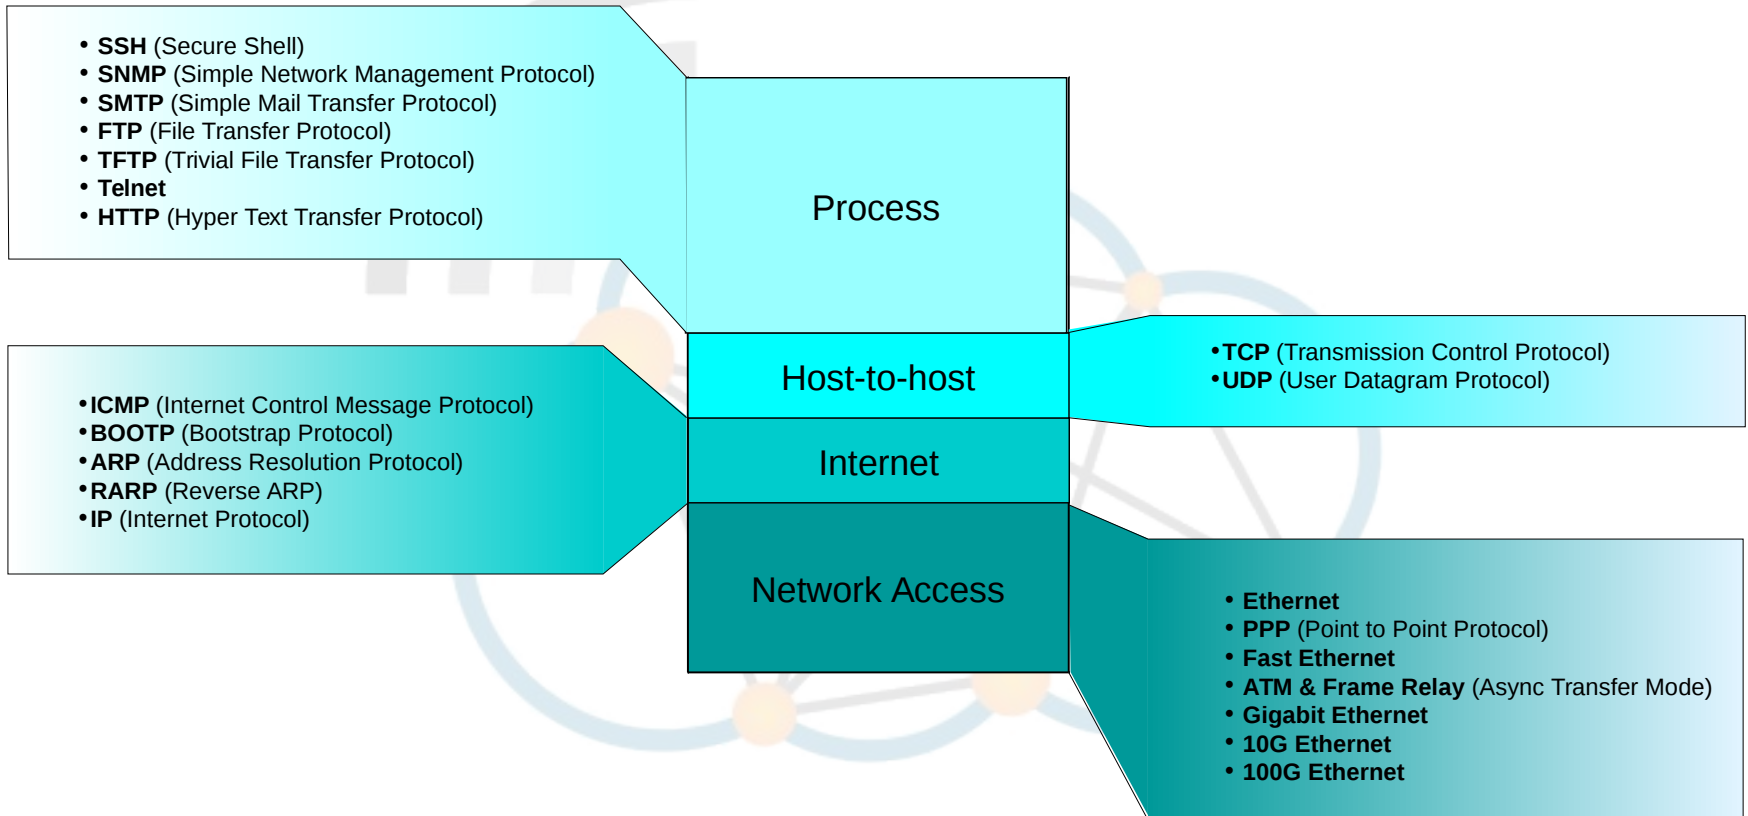 • SSH (Secure Shell)
• SNMP (Simple Network Management Protocol)
• SMTP (Simple Mail Transfer Protocol)
• FTP (File Transfer Protocol)
• TFTP (Trivial File Transfer Protocol)
• Telnet
• HTTP (Hyper Text Transfer Protocol)
Process
Host-to-host
• TCP (Transmission Control Protocol)
• UDP (User Datagram Protocol)
• ICMP (Internet Control Message Protocol)
• BOOTP (Bootstrap Protocol)
• ARP (Address Resolution Protocol)
• RARP (Reverse ARP)
• IP (Internet Protocol)
Internet
Network Access
• Ethernet
• PPP (Point to Point Protocol)
• Fast Ethernet
• ATM & Frame Relay (Async Transfer Mode)
• Gigabit Ethernet
• 10G Ethernet
• 100G Ethernet